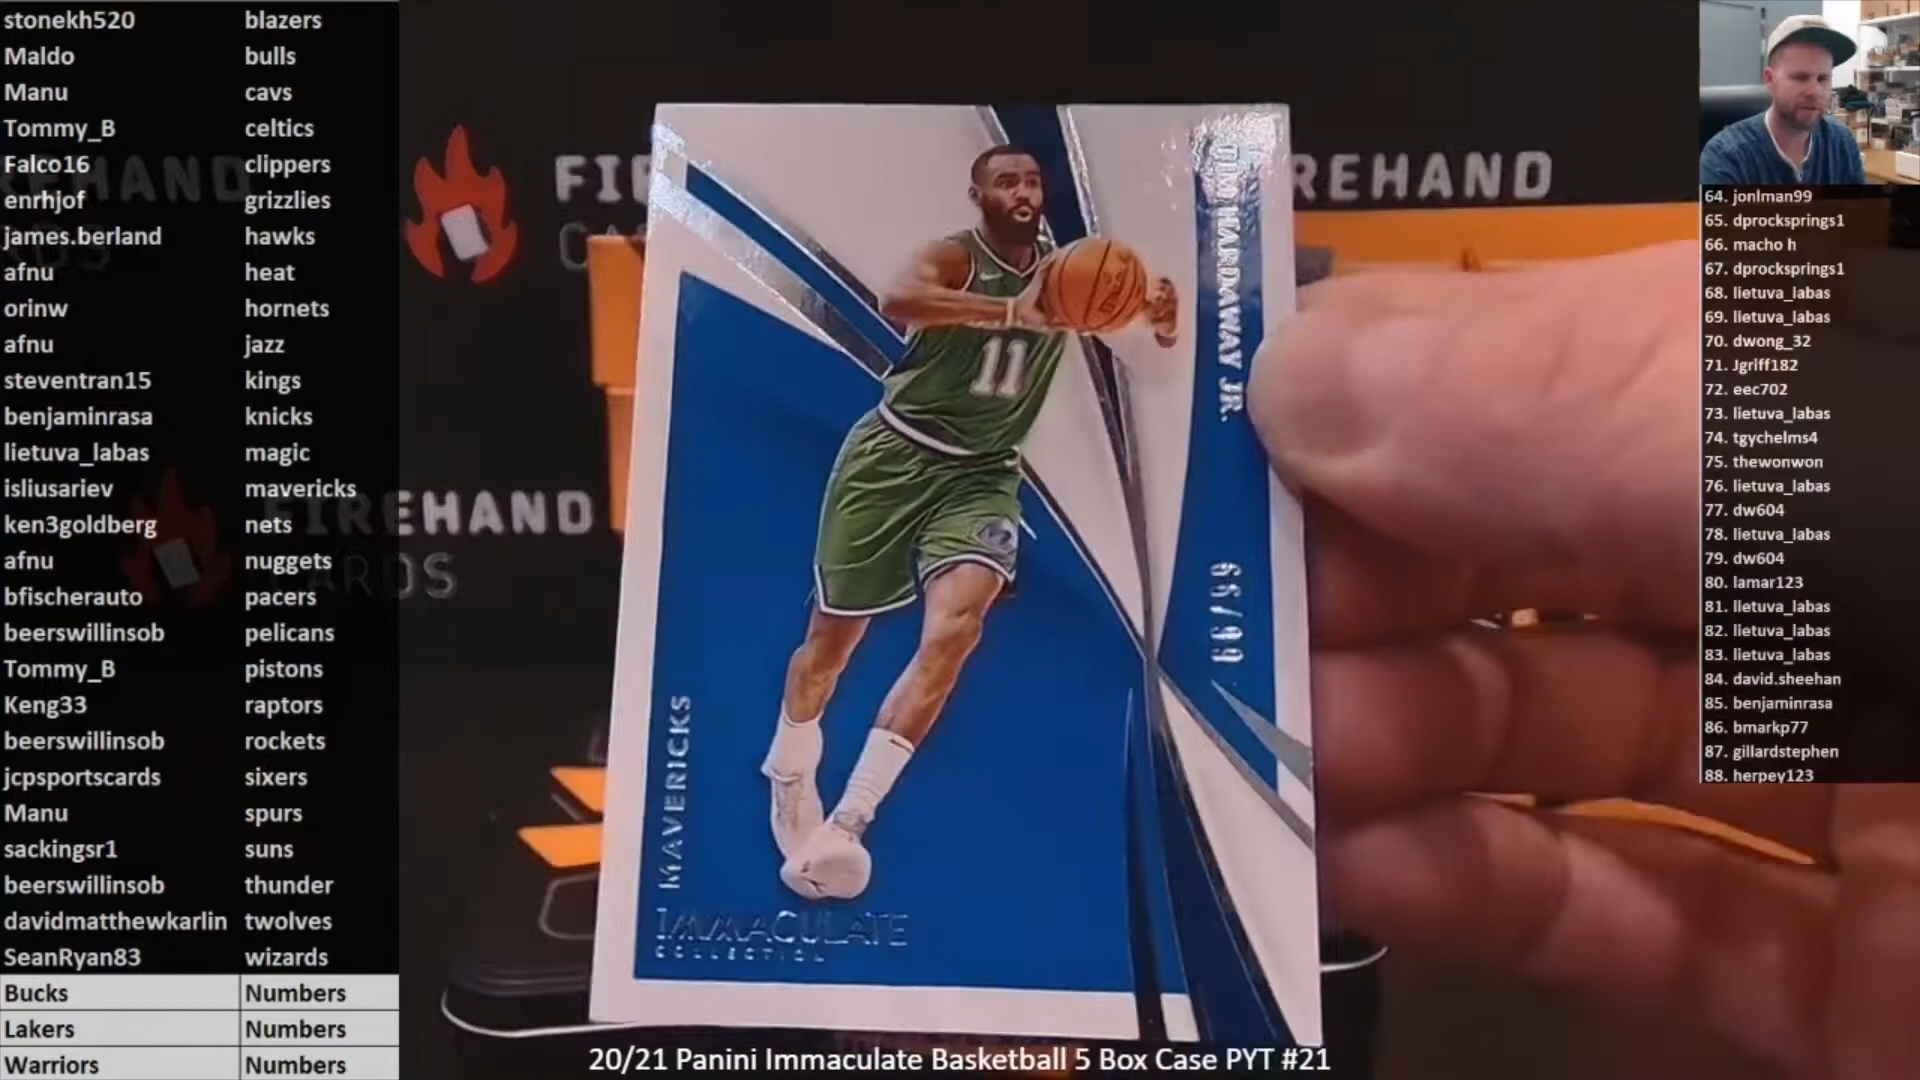 stonekh520 blazers
Maldo bulls
Manu cavs
Tommy_B celtics
Falco16 clippers
enrhjof grizzlies
james.berland hawks
afnu heat
orinw hornets
afnu jazz
steventran15 kings
benjaminrasa knicks
lietuva_labas magic
isliusariev mavericks
ken3goldberg nets
afnu nuggets
bfischerauto pacers
beerswillinsob pelicans
Tommy_B pistons
Keng33 raptors
beerswillinsob rockets
jcpsportscards sixers
Manu spurs
sackingsr1 suns
beerswillinsob thunder
davidmatthewkarlin twolves
SeanRyan83 wizards
Bucks Numbers
Lakers Numbers
Warriors Numbers
FIREHAND
CARDS
TIM HARDAWAY JR.
11
66/99
MAVERICKS
IMMACULATE
COLLECTION
20/21 Panini Immaculate Basketball 5 Box Case PYT #21
64. jonlman99
65. dprocksprings1
66. macho h
67. dprocksprings1
68. lietuva_labas
69. lietuva_labas
70. dwong_32
71. Jgriff182
72. eec702
73. lietuva_labas
74. tgychelms4
75. thewonwon
76. lietuva_labas
77. dw604
78. lietuva_labas
79. dw604
80. lamar123
81. lietuva_labas
82. lietuva_labas
83. lietuva_labas
84. david.sheehan
85. benjaminrasa
86. bmarkp77
87. gillardstephen
88. herpey123